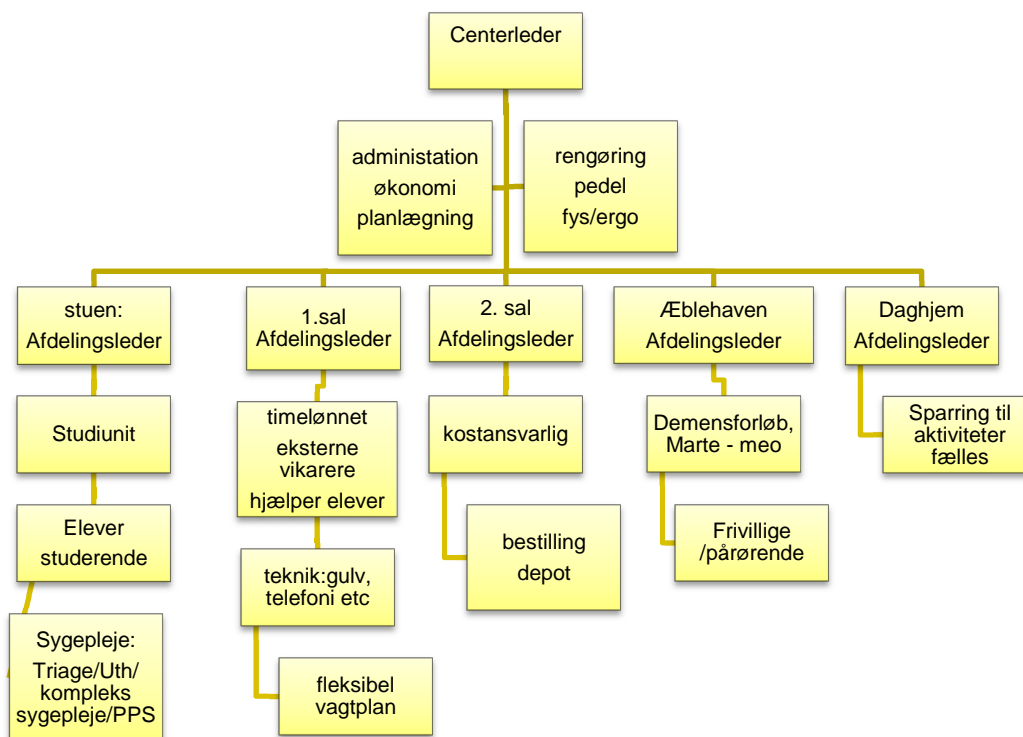 Centerleder
administation
økonomi
planlægning
rengøring
pedel
fys/ergo
stuen:
Afdelingsleder
1.sal
Afdelingsleder
2. sal
Afdelingsleder
Æblehaven
Afdelingsleder
Daghjem
Afdelingsleder
Studiunit
timelønnet
eksterne
vikarere
hjælper elever
kostansvarlig
Demensforløb,
Marte - meo
Sparring til
aktiviteter
fælles
Elever
studerende
teknik:gulv,
telefoni etc
bestilling
depot
Frivillige
/pårørende
Sygepleje:
Triage/Uth/
kompleks
sygepleje/PPS
fleksibel
vagtplan